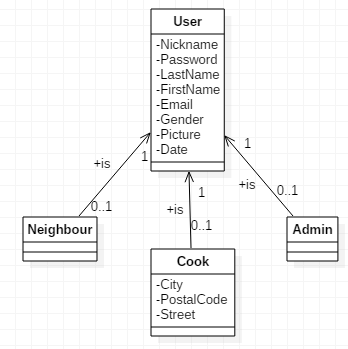 User
-Nickname
-Password
-LastName
-FirstName
-Email
-Gender
-Picture
-Date
+is
1
0..1
Neighbour
1
+is
0..1
Cook
-City
-PostalCode
-Street
1
+is
0..1
Admin